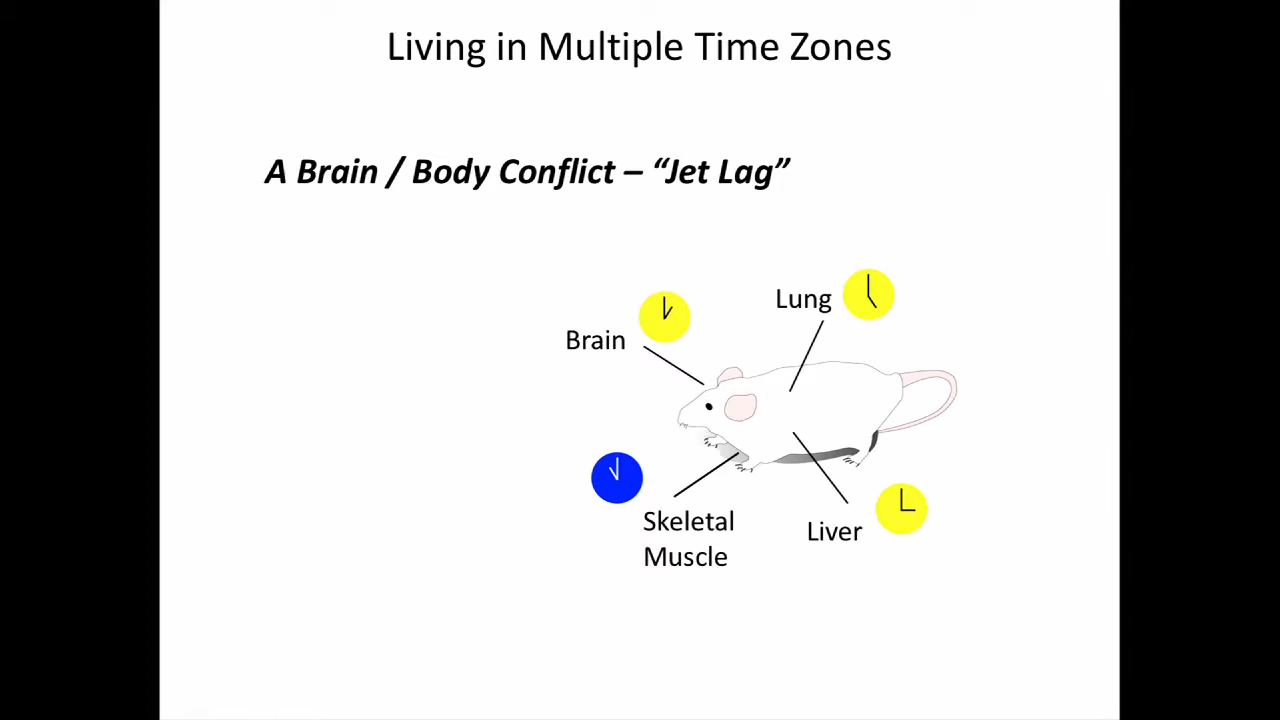 Living in Multiple Time Zones
A Brain / Body Conflict – “Jet Lag”
Lung
Brain
Skeletal
Muscle
Liver